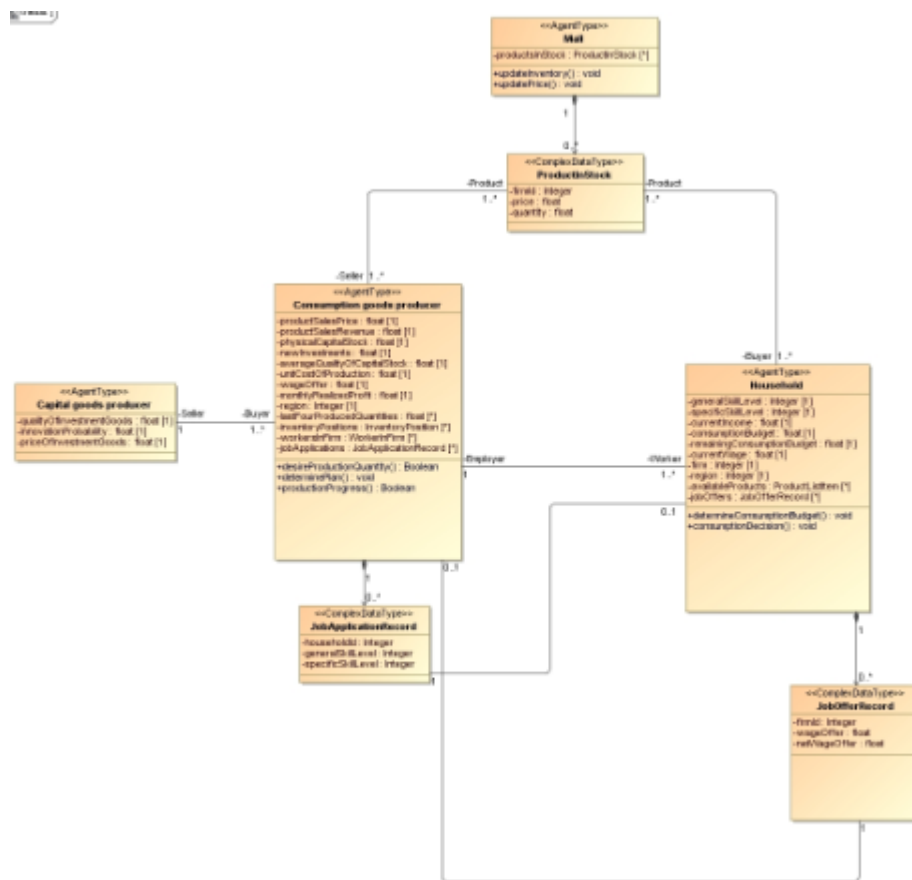 <<AgentType>>
Mall
-productsInStock : ProductInStock [*]
+updateInventory() : void
+updatePrice() : void
1
0..*
<<ComplexDataType>>
ProductInStock
-firmId : Integer
-price : float
-quantity : float
-Product
1..*
-Product
1..*
-Seller 1..*
<<AgentType>>
Consumption goods producer
-productSalesPrice : float [1]
-productSalesRevenue : float [1]
-physicalCapitalStock : float [1]
-newInvestments : float [1]
-averageQualityOfCapitalStock : float [1]
-unitCostOfProduction : float [1]
-wageOffer : float [1]
-monthlyRealizedProfit : float [1]
-region : Integer [1]
-lastFourProducedQuantities : float [*]
-inventoryPositions : InventoryPosition [*]
-workersInFirm : WorkerInFirm [*]
-jobApplications : JobApplicationRecord [*]
+desireProductionQuantity() : Boolean
+determinePlan() : void
+productionProgress() : Boolean
<<AgentType>>
Capital goods producer
-qualityOfInvestmentGoods : float [1]
-innovationProbability : float [1]
-priceOfInvestmentGoods : float [1]
-Seller
1
-Buyer
1..*
-Buyer 1..*
<<AgentType>>
Household
-generalSkillLevel : Integer [1]
-specificSkillLevel : Integer [1]
-currentIncome : float [1]
-consumptionBudget : float [1]
-remainingConsumptionBudget : float [1]
-currentWage : float [1]
-firm : Integer [1]
-region : Integer [1]
-availableProducts : ProductListItem [*]
-jobOffers : JobOfferRecord [*]
+determineConsumptionBudget() : void
+consumptionDecision() : void
-Employer
1
-Worker
1..*
0..1
0..1
1
0..*
<<ComplexDataType>>
JobApplicationRecord
-householdId : Integer
-generalSkillLevel : Integer
-specificSkillLevel : Integer
1
1
0..*
<<ComplexDataType>>
JobOfferRecord
-firmId : Integer
-wageOffer : float
-netWageOffer : float
1